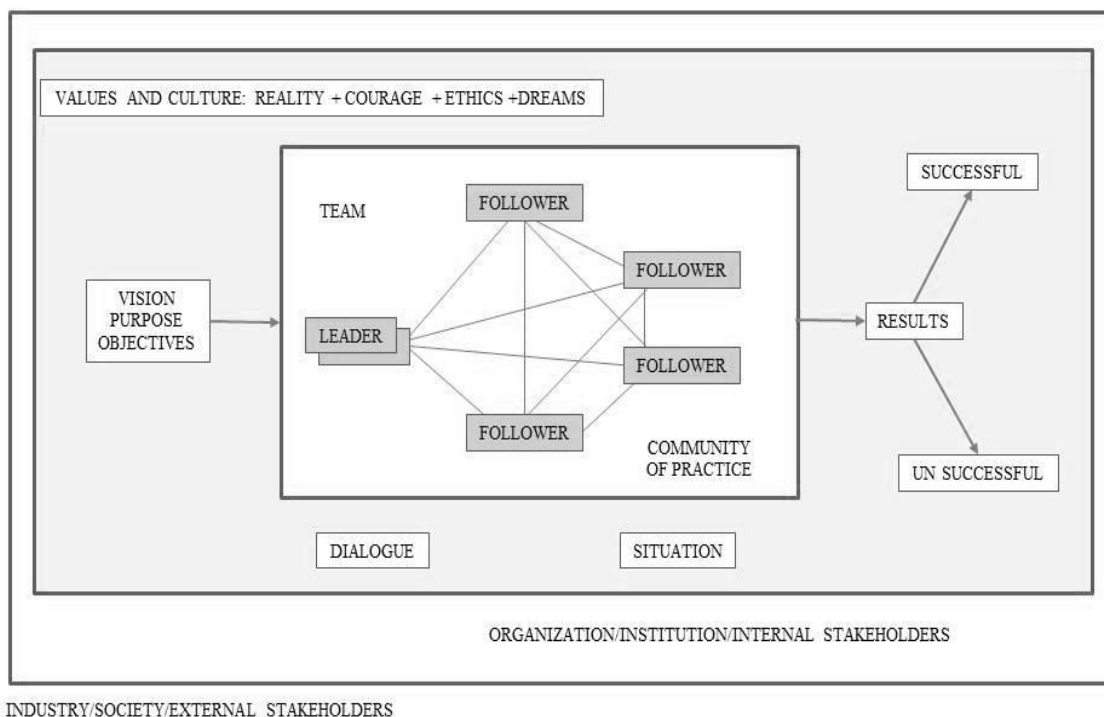 VALUES AND CULTURE: REALITY + COURAGE + ETHICS +DREAMS
SUCCESSFUL
TEAM
FOLLOWER
FOLLOWER
VISION
PURPOSE
OBJECTIVES
LEADER
RESULTS
FOLLOWER
FOLLOWER
COMMUNITY
OF PRACTICE
UN SUCCESSFUL
DIALOGUE
SITUATION
ORGANIZATION/INSTITUTION/INTERNAL STAKEHOLDERS
INDUSTRY/SOCIETY/EXTERNAL STAKEHOLDERS